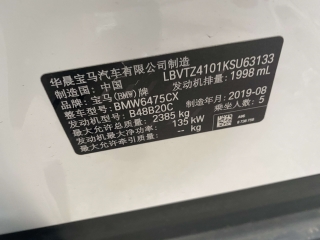 华晨宝马汽车有限公司制造
中国 LBVTZ4101KSU63133
品牌: 宝马(BMW)牌 发动机排量: 1998 mL
整车型号: BMW6475CX
发动机型号: B48B20C 制造年月: 2019-08
最大允许总质量: 2385 kg 乘坐人数: 5
发动机最大净功率: 135 kW
最大允许牵引质量: -- kg